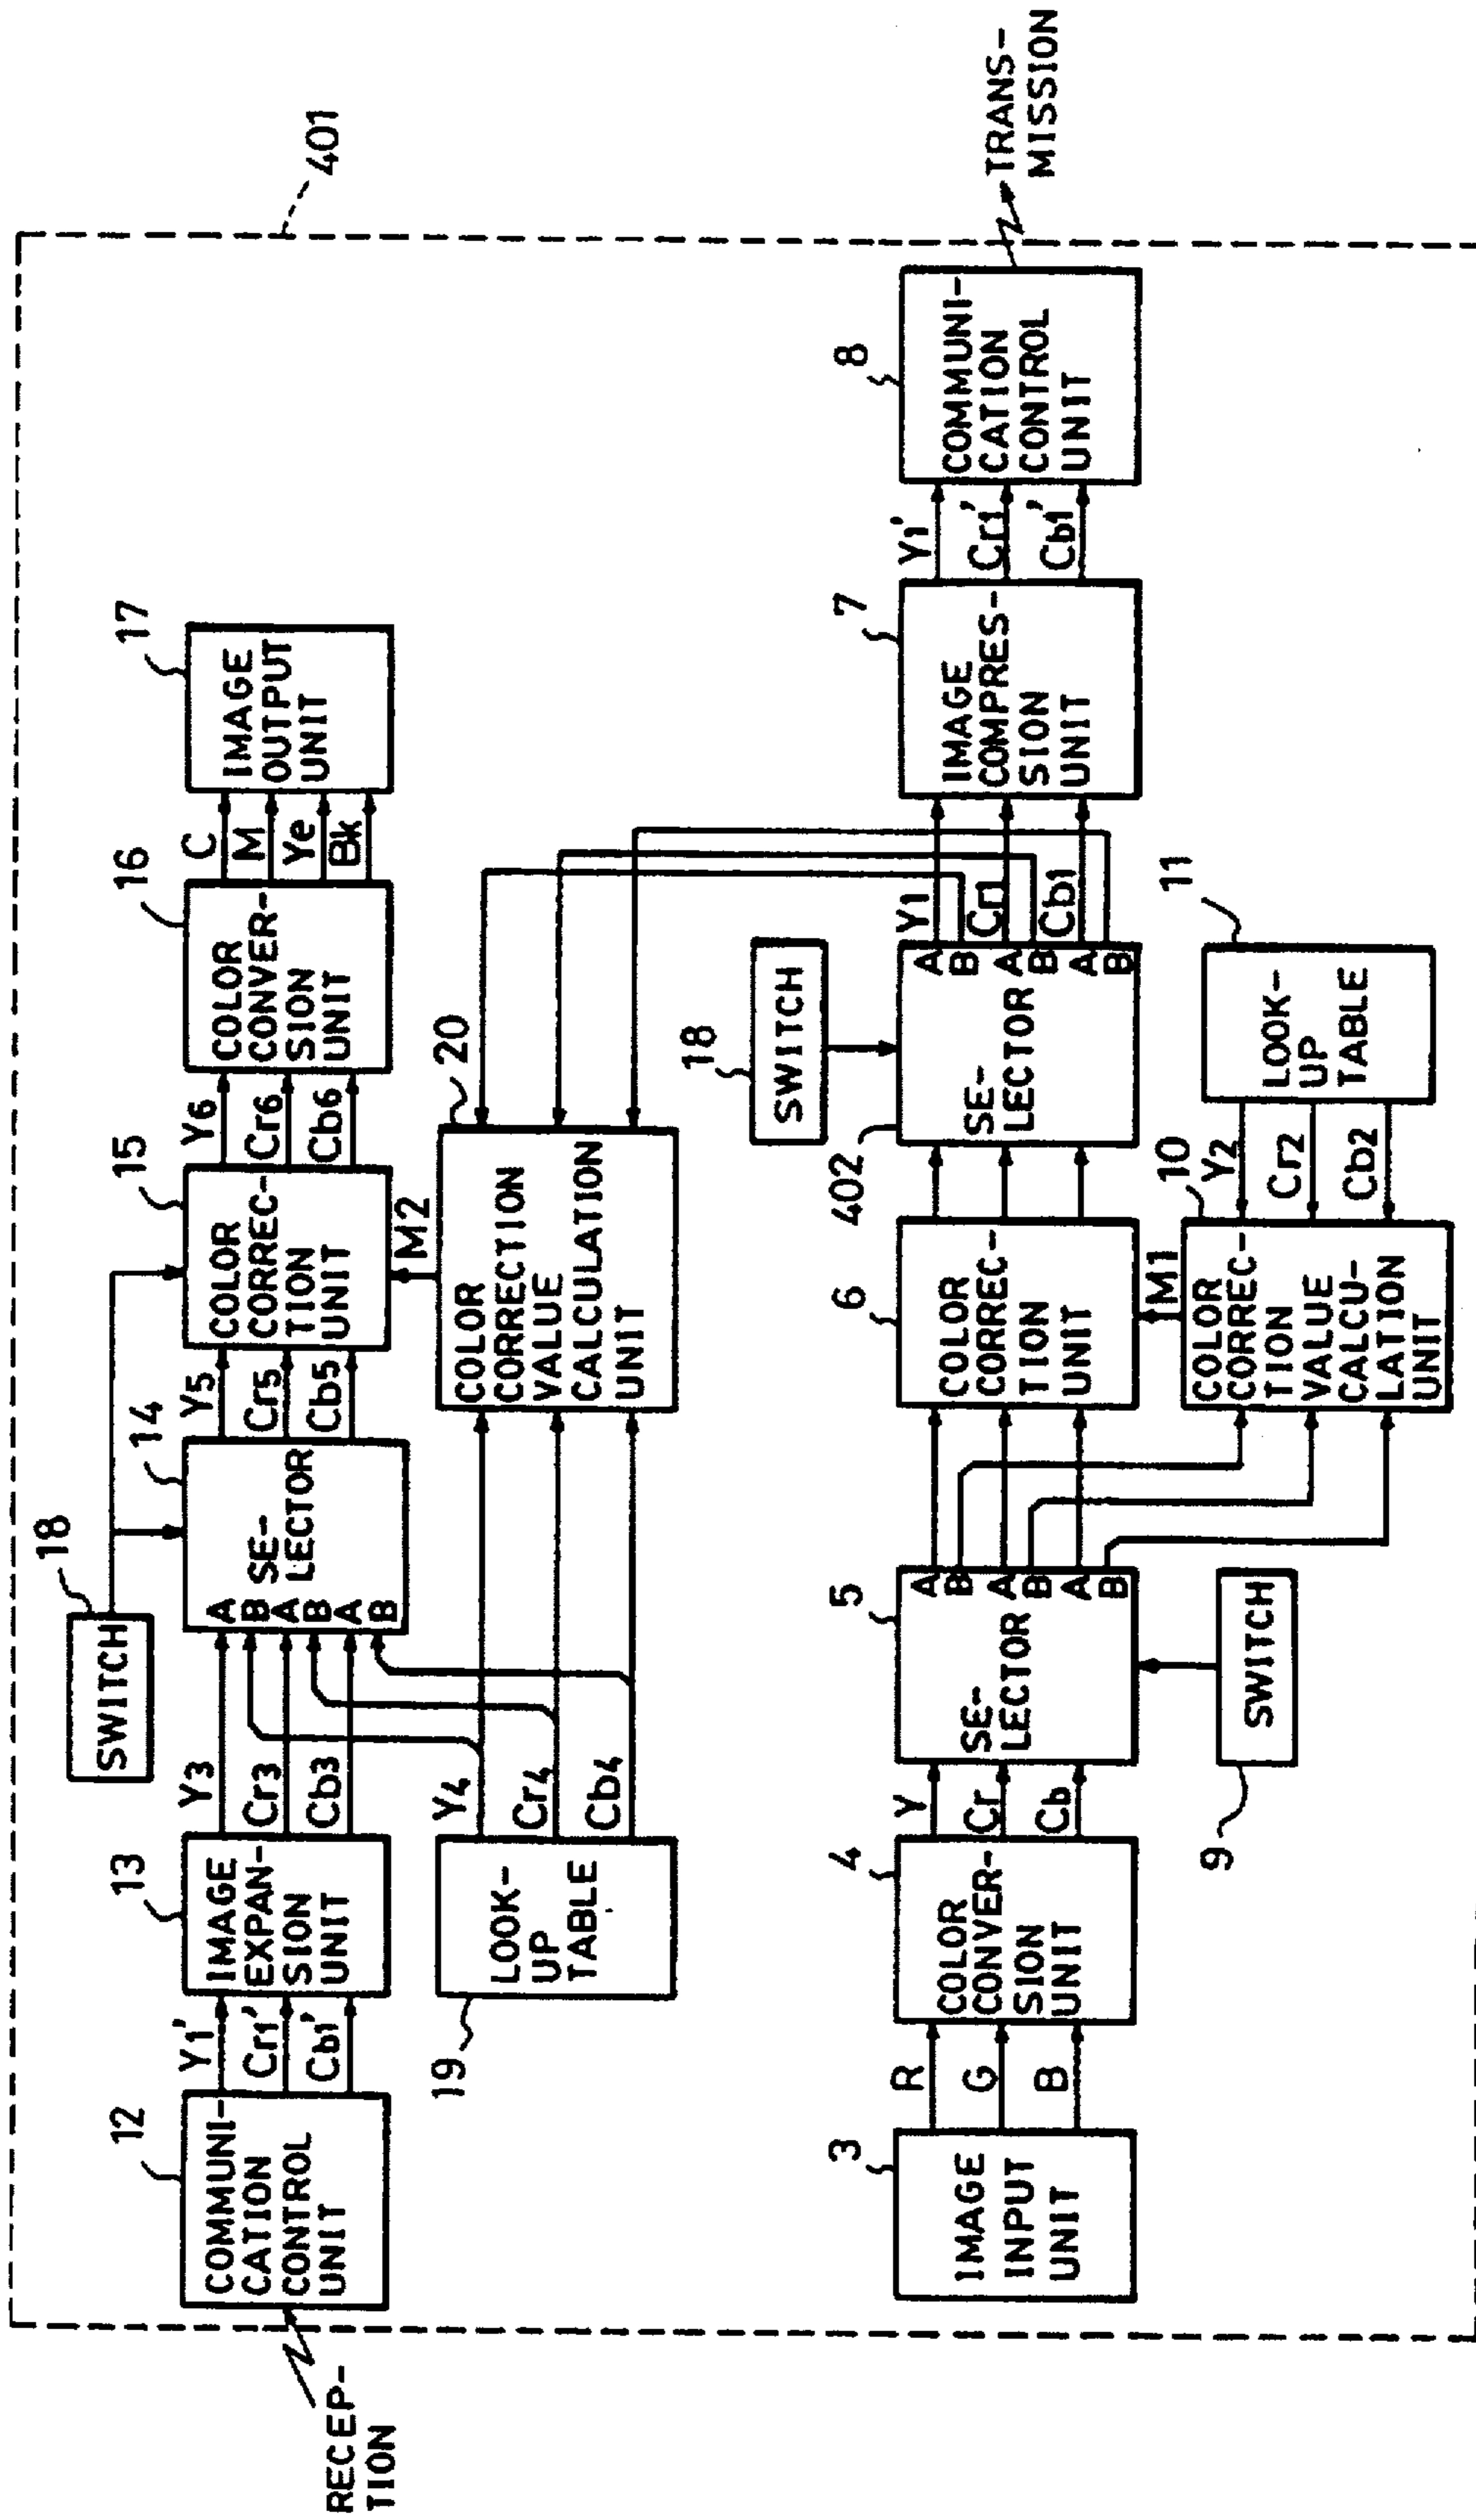 401
18
SWITCH
RECEP-
TION
12
COMMUNI-
CATION
CONTROL
UNIT
Y1'
Cr1'
Cb1'
13
IMAGE
EXPAN-
SION
UNIT
Y3
Cr3
Cb3
14
A
B
A
B
A
B
SE-
LECTOR
Y5
Cr5
Cb5
15
COLOR
CORREC-
TION
UNIT
Y6
Cr6
Cb6
16
COLOR
CONVER-
SION
UNIT
C
M
Ye
Bk
17
IMAGE
OUTPUT
UNIT
19
LOOK-
UP
TABLE
Y4
Cr4
Cb4
M2
20
COLOR
CORRECTION
VALUE
CALCULATION
UNIT
18
SWITCH
3
IMAGE
INPUT
UNIT
R
G
B
4
COLOR
CONVER-
SION
UNIT
Y
Cr
Cb
5
SE-
LECTOR
A
B
A
B
A
B
6
COLOR
CORREC-
TION
UNIT
402
SE-
LECTOR
A
B
A
B
A
B
Y1
Cr1
Cb1
7
IMAGE
COMPRES-
SION
UNIT
Y1'
Cr1'
Cb1'
8
COMMUNI-
CATION
CONTROL
UNIT
TRANS-
MISSION
9
SWITCH
M1
10
COLOR
CORREC-
TION
VALUE
CALCU-
LATION
UNIT
Y2
Cr2
Cb2
11
LOOK-
UP
TABLE